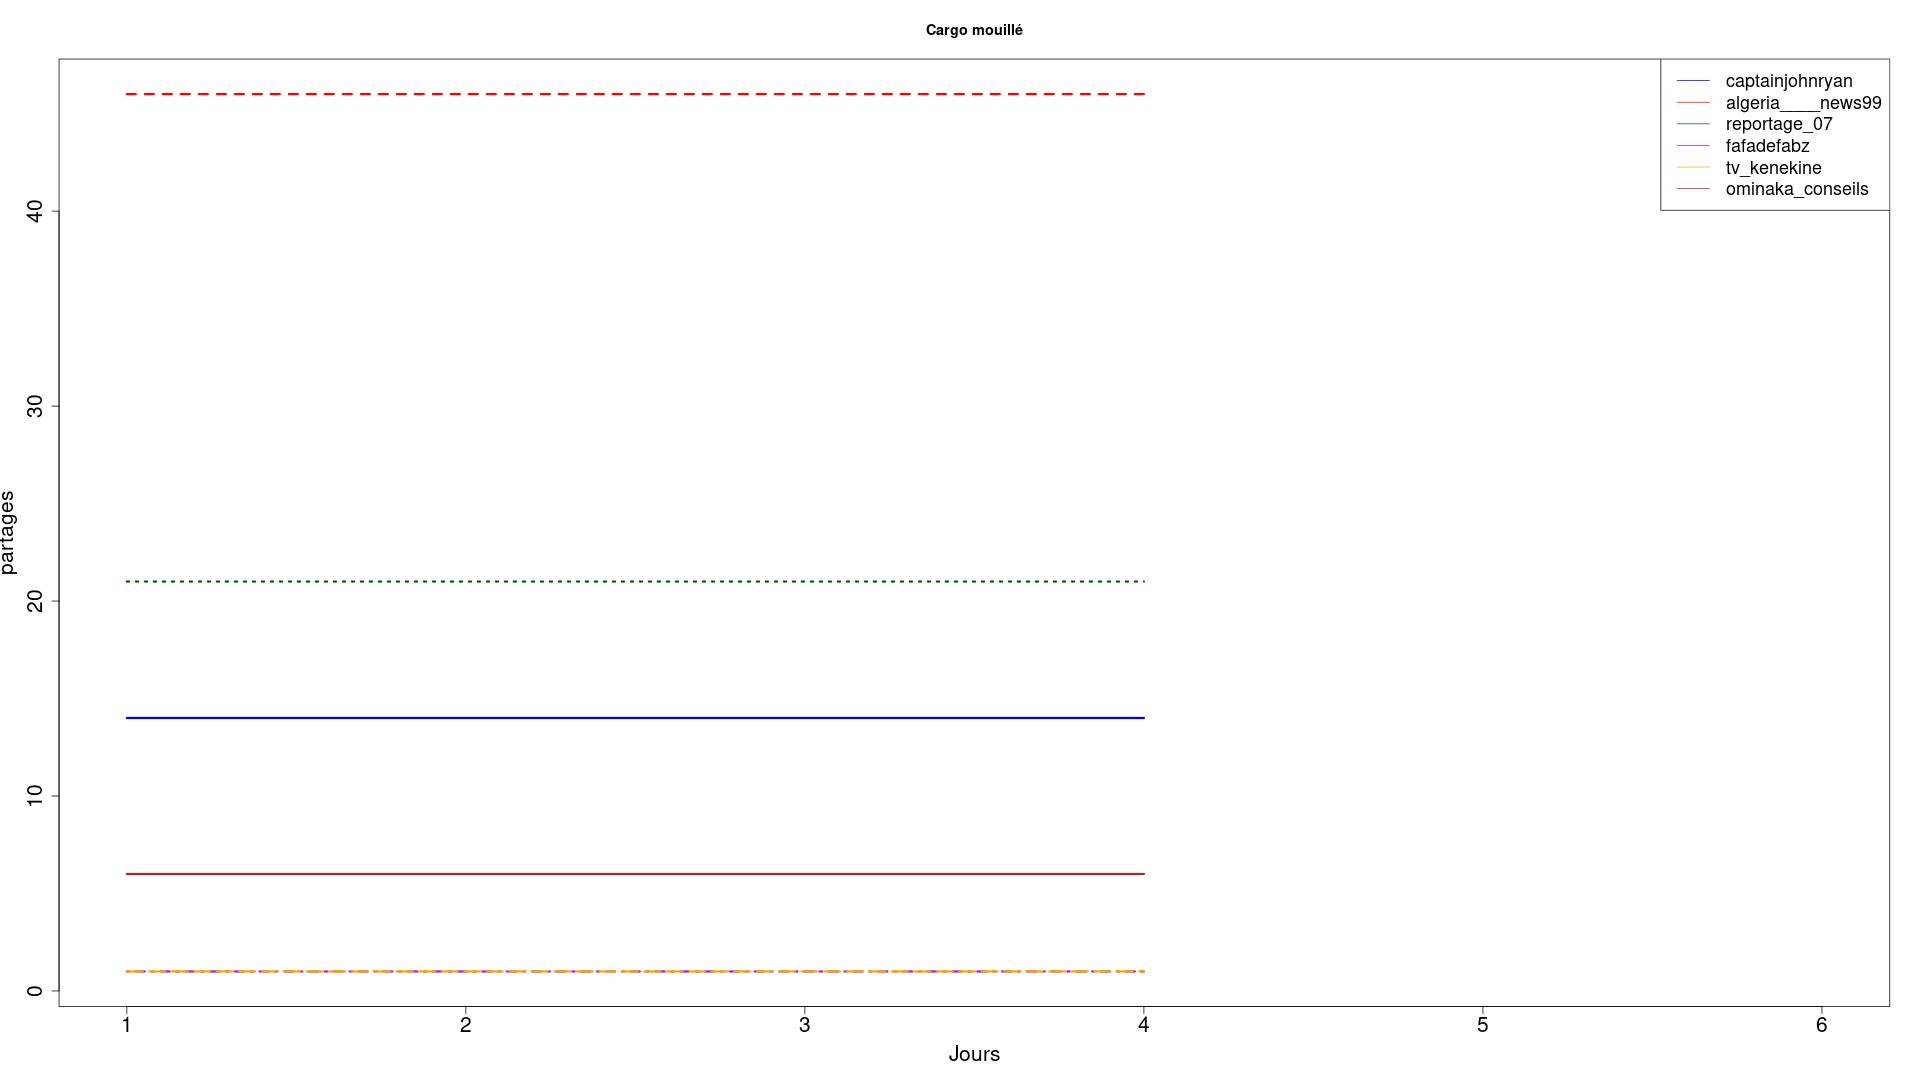 Cargo mouillé
captainjohnryan
algeria____news99
reportage_07
fafadefabz
tv_kenekine
ominaka_conseils
40
30
20
10
0
partages
1 2 3 4 5 6
Jours